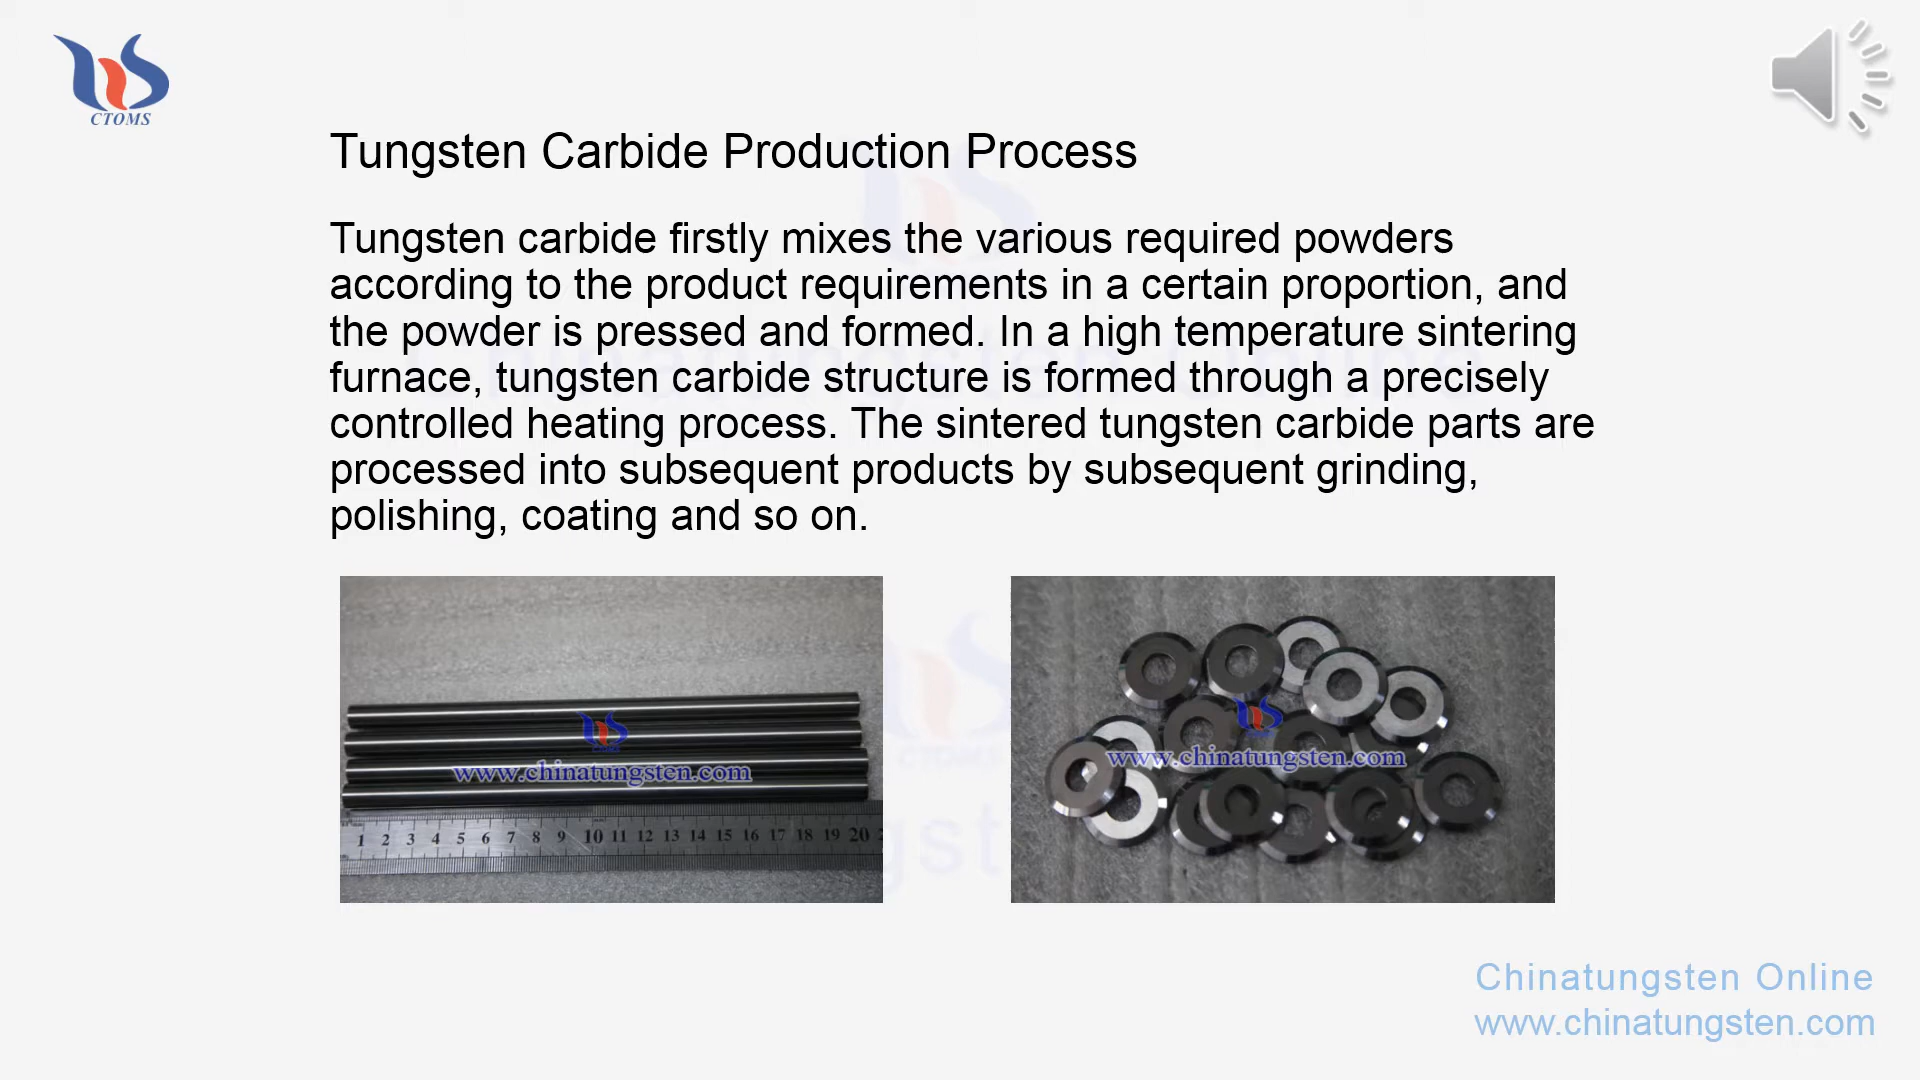 CTOMS
Tungsten Carbide Production Process
Tungsten carbide firstly mixes the various required powders
according to the product requirements in a certain proportion, and
the powder is pressed and formed. In a high temperature sintering
furnace, tungsten carbide structure is formed through a precisely
controlled heating process. The sintered tungsten carbide parts are
processed into subsequent products by subsequent grinding,
polishing, coating and so on.
www.chinatungsten.com
1 2 3 4 5 6 7 8 9 10 11 12 13 14 15 16 17 18 19 20
www.chinatungsten.com
Chinatungsten Online
www.chinatungsten.com